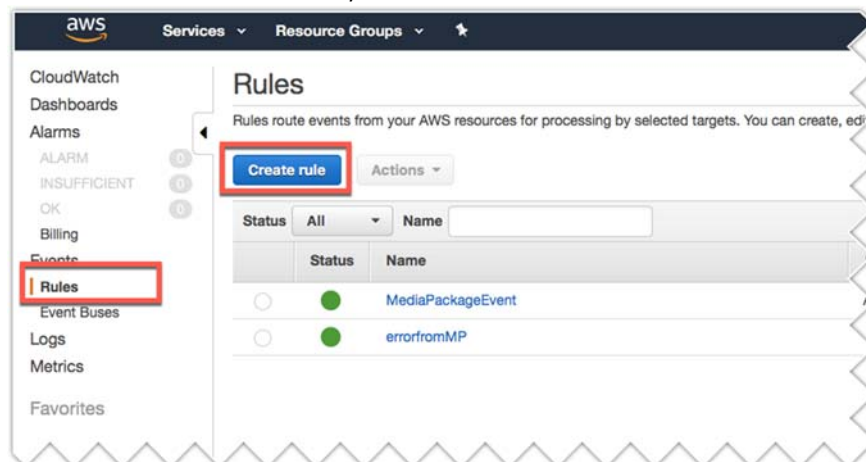 aws Services Resource Groups
CloudWatch
Dashboards
Alarms
ALARM 0
INSUFFICIENT 0
OK 0
Billing
Events
Rules
Event Buses
Logs
Metrics
Favorites
Rules
Rules route events from your AWS resources for processing by selected targets. You can create, edi
Create rule Actions
Status All Name
Status Name
MediaPackageEvent
errorfromMP